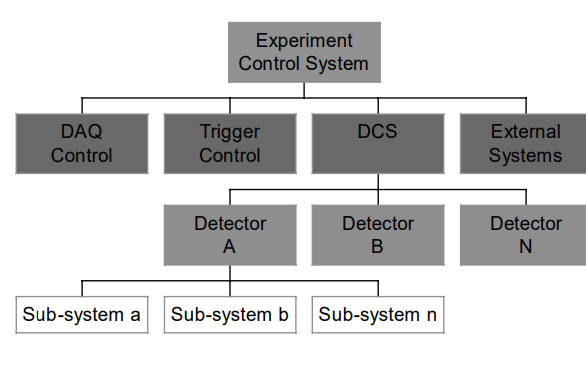 Experiment
Control System
DAQ
Control
Trigger
Control
DCS
External
Systems
Detector
A
Detector
B
Detector
N
Sub-system a
Sub-system b
Sub-system n